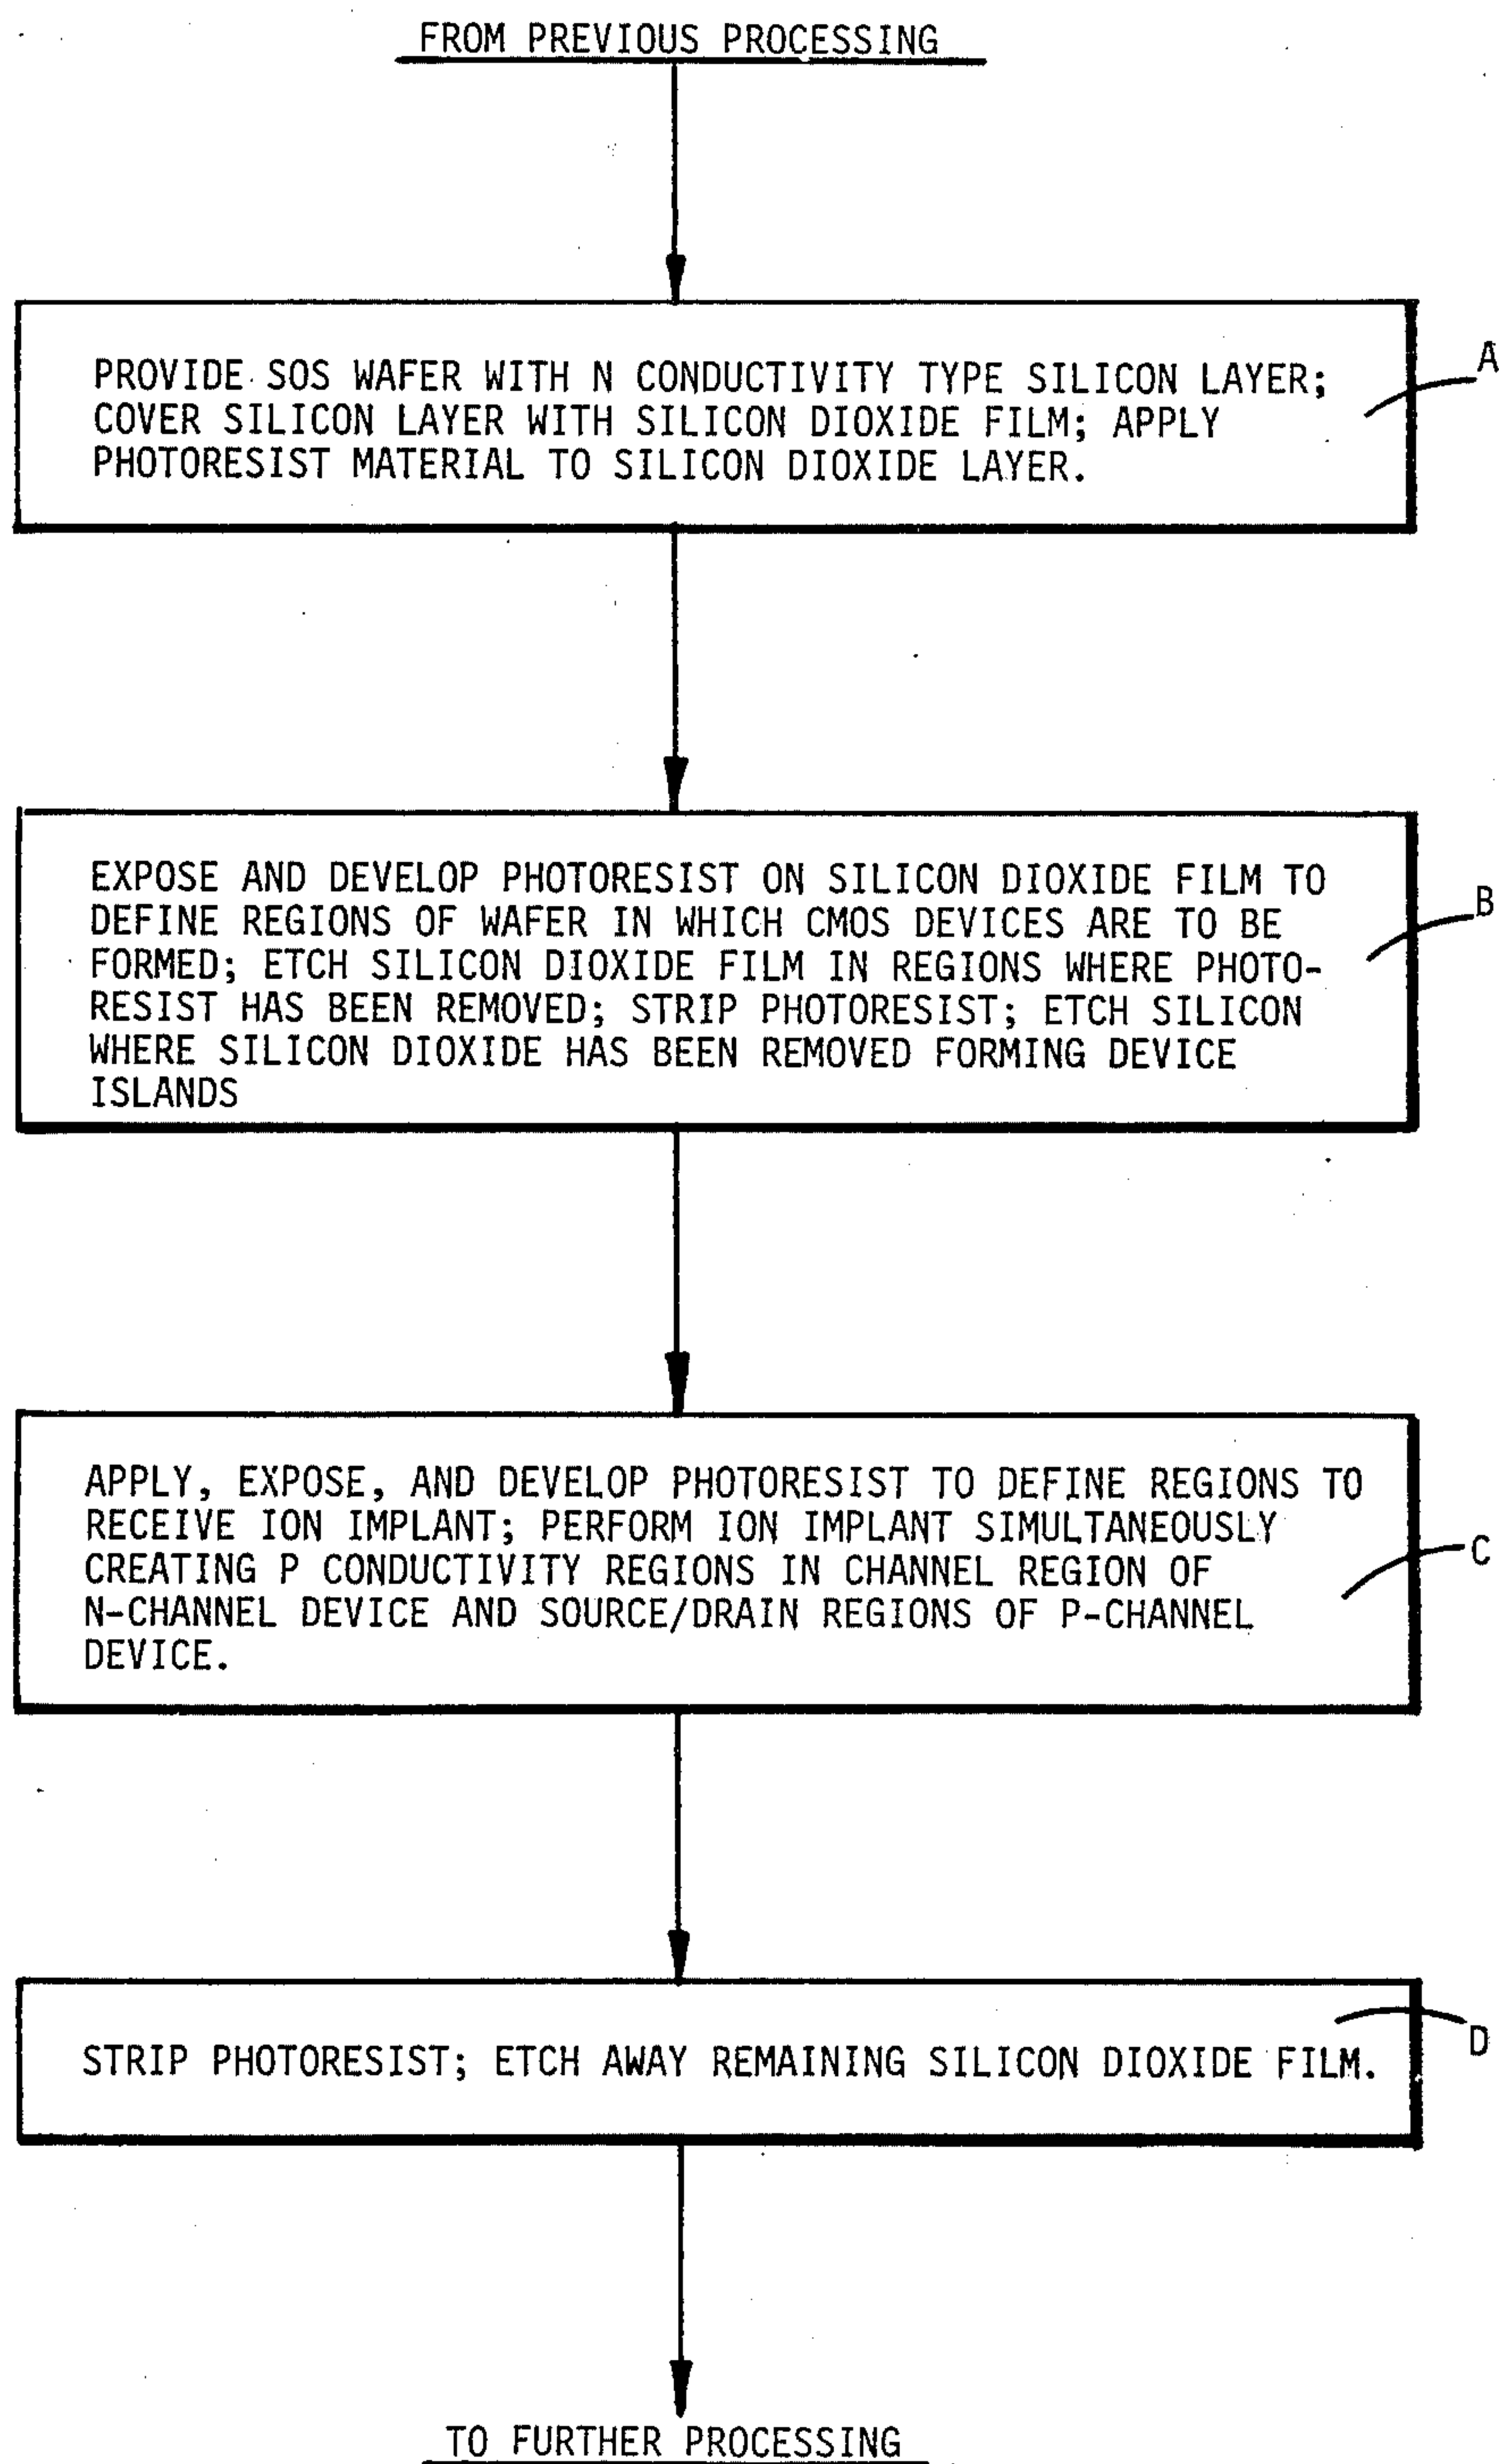 FROM PREVIOUS PROCESSING
PROVIDE SOS WAFER WITH N CONDUCTIVITY TYPE SILICON LAYER;
COVER SILICON LAYER WITH SILICON DIOXIDE FILM; APPLY
PHOTORESIST MATERIAL TO SILICON DIOXIDE LAYER.
A
EXPOSE AND DEVELOP PHOTORESIST ON SILICON DIOXIDE FILM TO
DEFINE REGIONS OF WAFER IN WHICH CMOS DEVICES ARE TO BE
FORMED; ETCH SILICON DIOXIDE FILM IN REGIONS WHERE PHOTO-
RESIST HAS BEEN REMOVED; STRIP PHOTORESIST; ETCH SILICON
WHERE SILICON DIOXIDE HAS BEEN REMOVED FORMING DEVICE
ISLANDS
B
APPLY, EXPOSE, AND DEVELOP PHOTORESIST TO DEFINE REGIONS TO
RECEIVE ION IMPLANT; PERFORM ION IMPLANT SIMULTANEOUSLY
CREATING P CONDUCTIVITY REGIONS IN CHANNEL REGION OF
N-CHANNEL DEVICE AND SOURCE/DRAIN REGIONS OF P-CHANNEL
DEVICE.
C
STRIP PHOTORESIST; ETCH AWAY REMAINING SILICON DIOXIDE FILM.
D
TO FURTHER PROCESSING